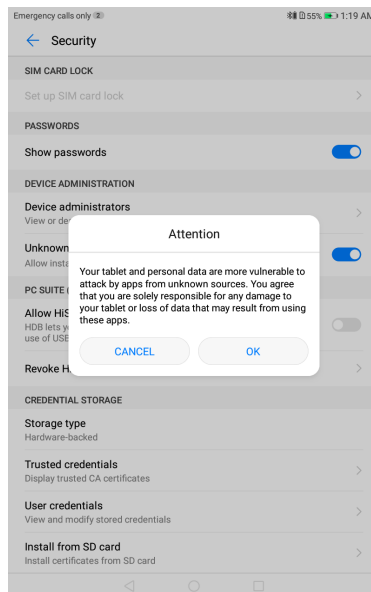 Emergency calls only 2 55% 1:19 AM
Security
SIM CARD LOCK
Set up SIM card lock
PASSWORDS
Show passwords
DEVICE ADMINISTRATION
Device administrators
View or de
Attention
Unknown
Allow insta
Your tablet and personal data are more vulnerable to
attack by apps from unknown sources. You agree
that you are solely responsible for any damage to
your tablet or loss of data that may result from using
these apps.
CANCEL OK
PC SUITE (
Allow HiS
HDB lets y
use of USB
Revoke H
CREDENTIAL STORAGE
Storage type
Hardware-backed
Trusted credentials
Display trusted CA certificates
User credentials
View and modify stored credentials
Install from SD card
Install certificates from SD card